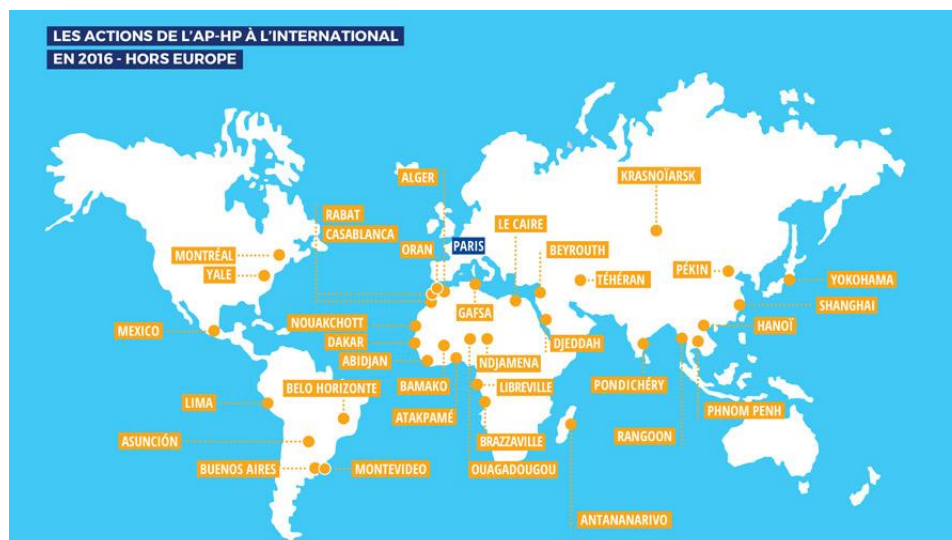 LES ACTIONS DE L'AP-HP À L'INTERNATIONAL
EN 2016 - HORS EUROPE
ALGER
KRASNOÏARSK
RABAT
CASABLANCA
LE CAIRE
ORAN
PARIS
BEYROUTH
MONTRÉAL
YALE
TÉHÉRAN
PÉKIN
YOKOHAMA
SHANGHAI
GAFSA
MEXICO
NOUAKCHOTT
HANOÏ
DAKAR
DJEDDAH
ABIDJAN
NDJAMENA
BELO HORIZONTE
BAMAKO
LIBREVILLE
PONDICHÉRY
LIMA
ATAKPAMÉ
PHNOM PENH
ASUNCIÓN
BRAZZAVILLE
RANGOON
BUENOS AIRES
MONTEVIDEO
OUAGADOUGOU
ANTANANARIVO